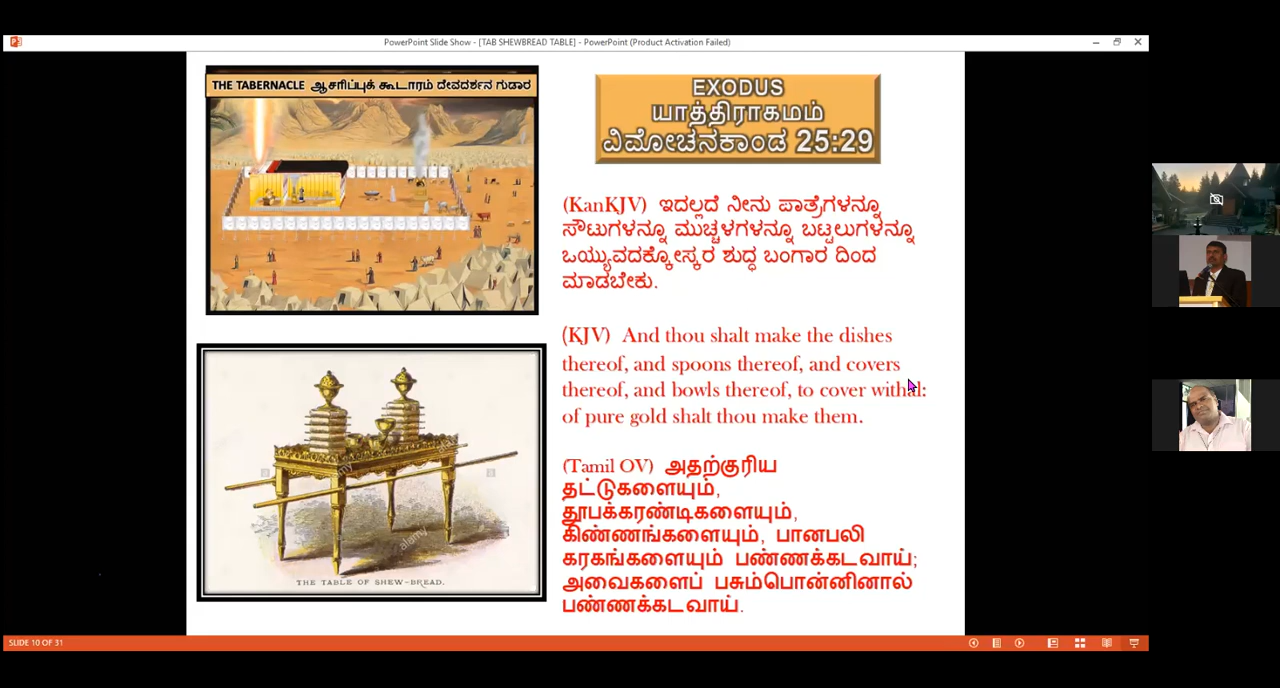 PowerPoint Slide Show - [TAB SHEWBREAD TABLE] - PowerPoint (Product Activation Failed)
THE TABERNACLE ஆசரிப்புக் கூடாரம் ದೇವದರ್ಶನ ಗುಡಾರ
EXODUS
யாத்திராகமம்
ವಿಮೋಚನಕಾಂಡ 25:29
(KanKJV) ಇದಲ್ಲದೆ ನೀನು ಪಾತ್ರೆಗಳನ್ನೂ
ಸೌಟುಗಳನ್ನೂ ಮುಚ್ಚಳಗಳನ್ನೂ ಬಟ್ಟಲುಗಳನ್ನೂ
ಒಯ್ಯುವದಕ್ಕೋಸ್ಕರ ಶುದ್ಧ ಬಂಗಾರ ದಿಂದ
ಮಾಡಬೇಕು.
(KJV) And thou shalt make the dishes
thereof, and spoons thereof, and covers
thereof, and bowls thereof, to cover withal:
of pure gold shalt thou make them.
(Tamil OV) அதற்குரிய
தட்டுகளையும்,
தூபக்கரண்டிகளையும்,
கிண்ணங்களையும், பானபலி
கரகங்களையும் பண்ணக்கடவாய்;
அவைகளைப் பசும்பொன்னினால்
பண்ணக்கடவாய்.
a
alamy
a
alamy
THE TABLE OF SHEW-BREAD.
SLIDE 10 OF 31